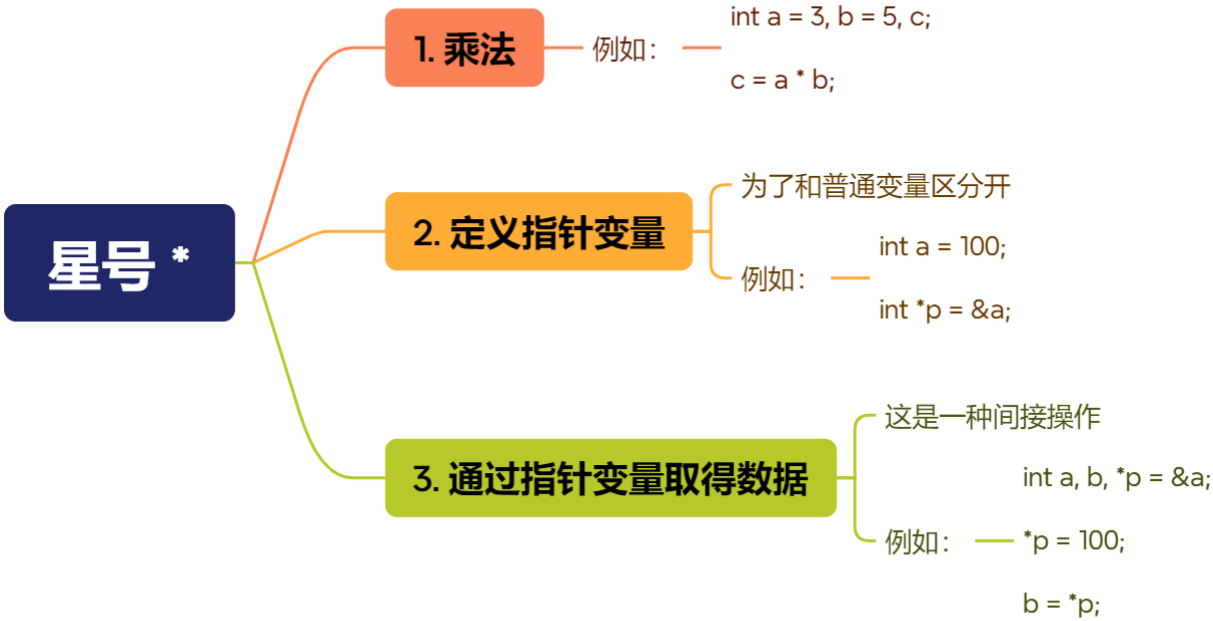 星号 *
1. 乘法
例如：
int a = 3, b = 5, c;
c = a * b;
2. 定义指针变量
为了和普通变量区分开
例如：
int a = 100;
int *p = &a;
3. 通过指针变量取得数据
这是一种间接操作
例如：
int a, b, *p = &a;
*p = 100;
b = *p;